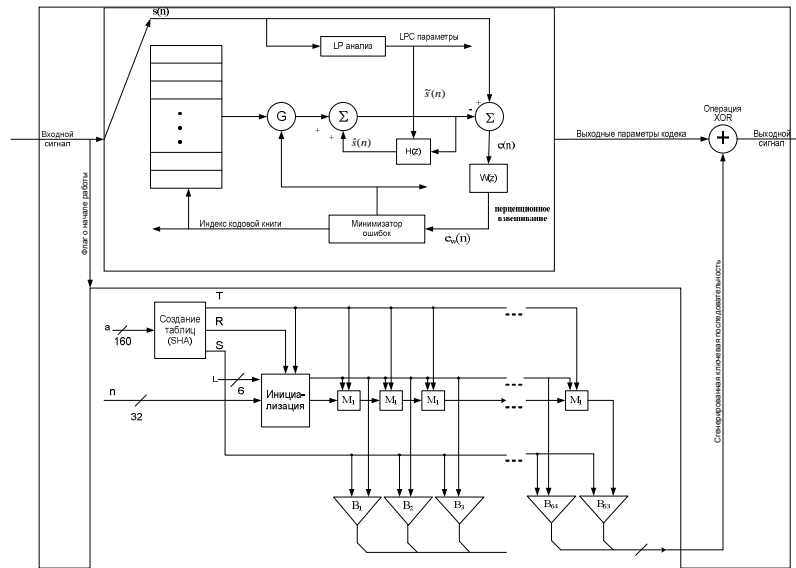 s(n)
LP анализ
LPC параметры
s̃(n)
Входной
сигнал
G
Σ
-
+
Σ
Операция
XOR
+
Выходные параметры кодека
Выходной
сигнал
+
+
ŝ(n)
H(z)
e(n)
W(z)
перцепционное
взвешивание
Индекс кодовой книги
Минимизатор
ошибок
e_w(n)
Флаг о начале работы
Сгенерированная ключевая последовательность
T
a
160
Создание
таблиц
(SHA)
R
S
L
6
n
32
Инициа-
лизация
M₁
M₁
M₁
M₁
B₁
B₂
B₃
B₆₄
B₆₃